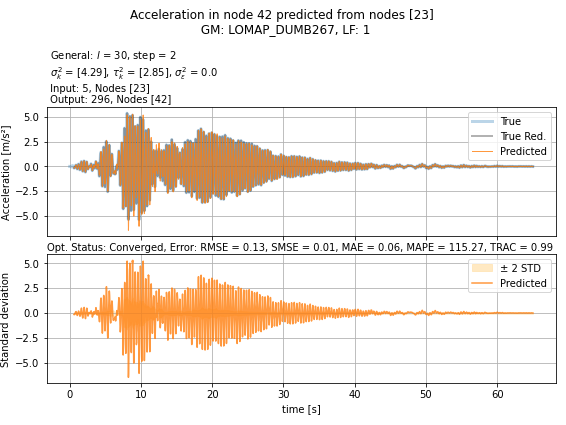 Acceleration in node 42 predicted from nodes [23]
GM: LOMAP_DUMB267, LF: 1
General: l = 30, step = 2
σ²ₖ = [4.29], τ²ₖ = [2.85], σ²ₑ = 0.0
Input: 5, Nodes [23]
Output: 296, Nodes [42]
5.0
2.5
0.0
−2.5
−5.0
Acceleration [m/s²]
True
True Red.
Predicted
Opt. Status: Converged, Error: RMSE = 0.13, SMSE = 0.01, MAE = 0.06, MAPE = 115.27, TRAC = 0.99
5.0
2.5
0.0
−2.5
−5.0
Standard deviation
± 2 STD
Predicted
0 10 20 30 40 50 60
time [s]